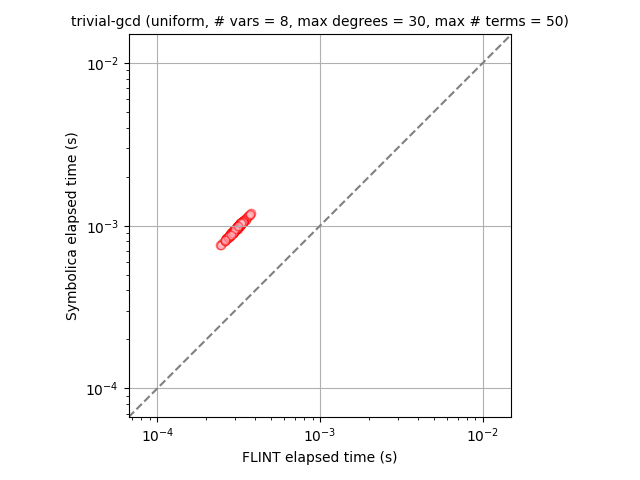 trivial-gcd (uniform, # vars = 8, max degrees = 30, max # terms = 50)
Symbolica elapsed time (s)
10⁻²
10⁻³
10⁻⁴
10⁻⁴ 10⁻³ 10⁻²
FLINT elapsed time (s)